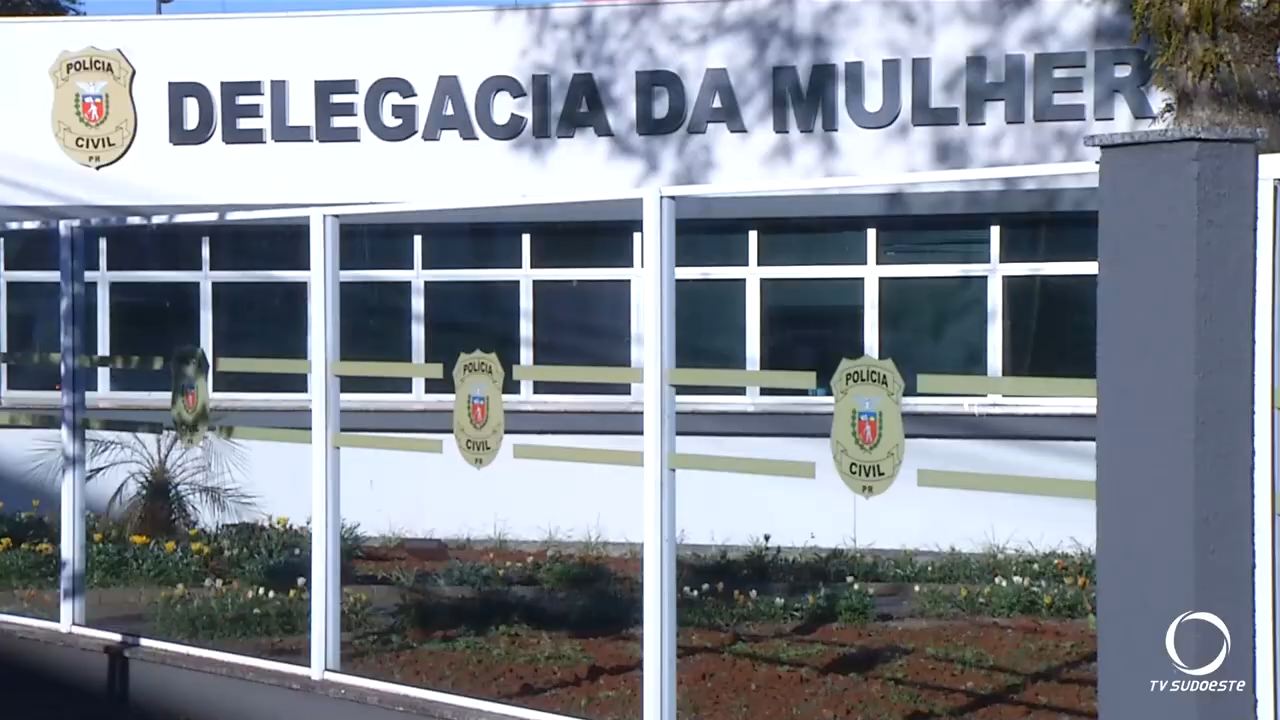 POLÍCIA
CIVIL
PR
DELEGACIA DA MULHER
POLÍCIA
CIVIL
PR
POLÍCIA
CIVIL
PR
TV SUDOESTE